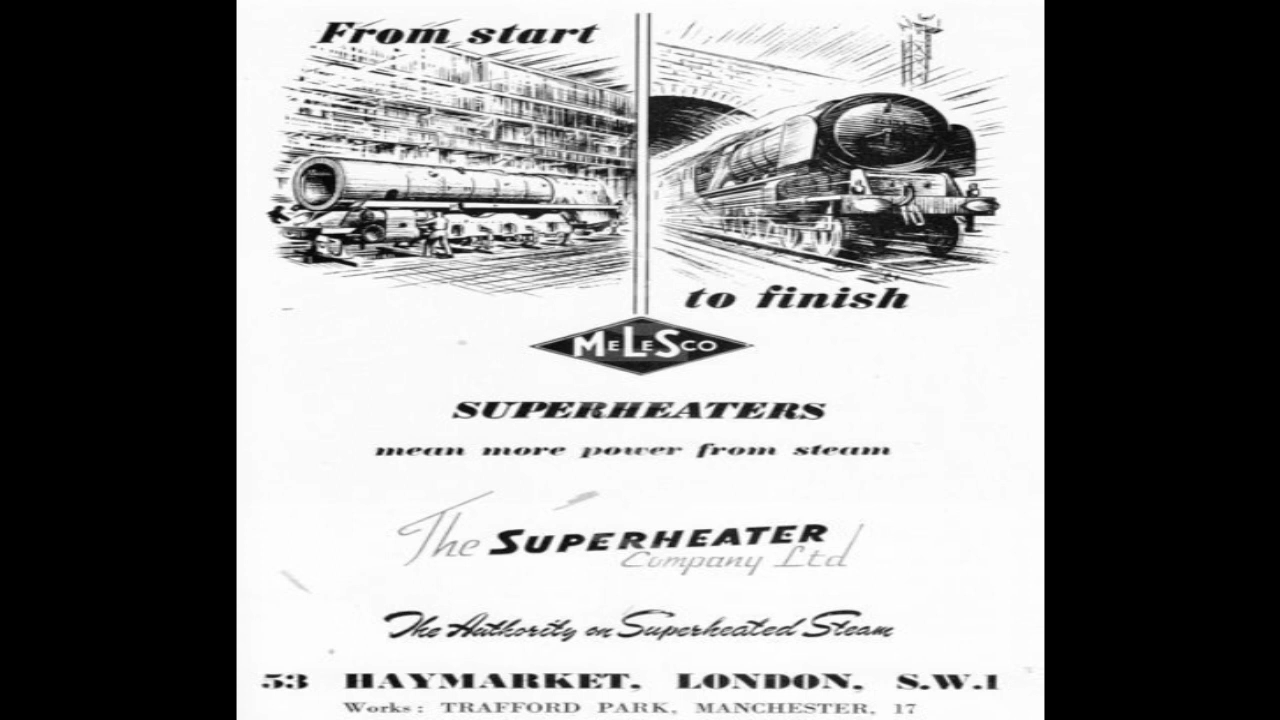 From start
to finish
MELESCO
SUPERHEATERS
mean more power from steam
The SUPERHEATER
Company Ltd
The Authority on Superheated Steam
53 HAYMARKET, LONDON, S.W.1
Works: TRAFFORD PARK, MANCHESTER, 17